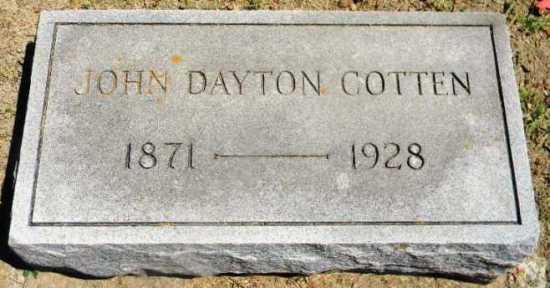 JOHN DAYTON COTTEN
1871 — 1928